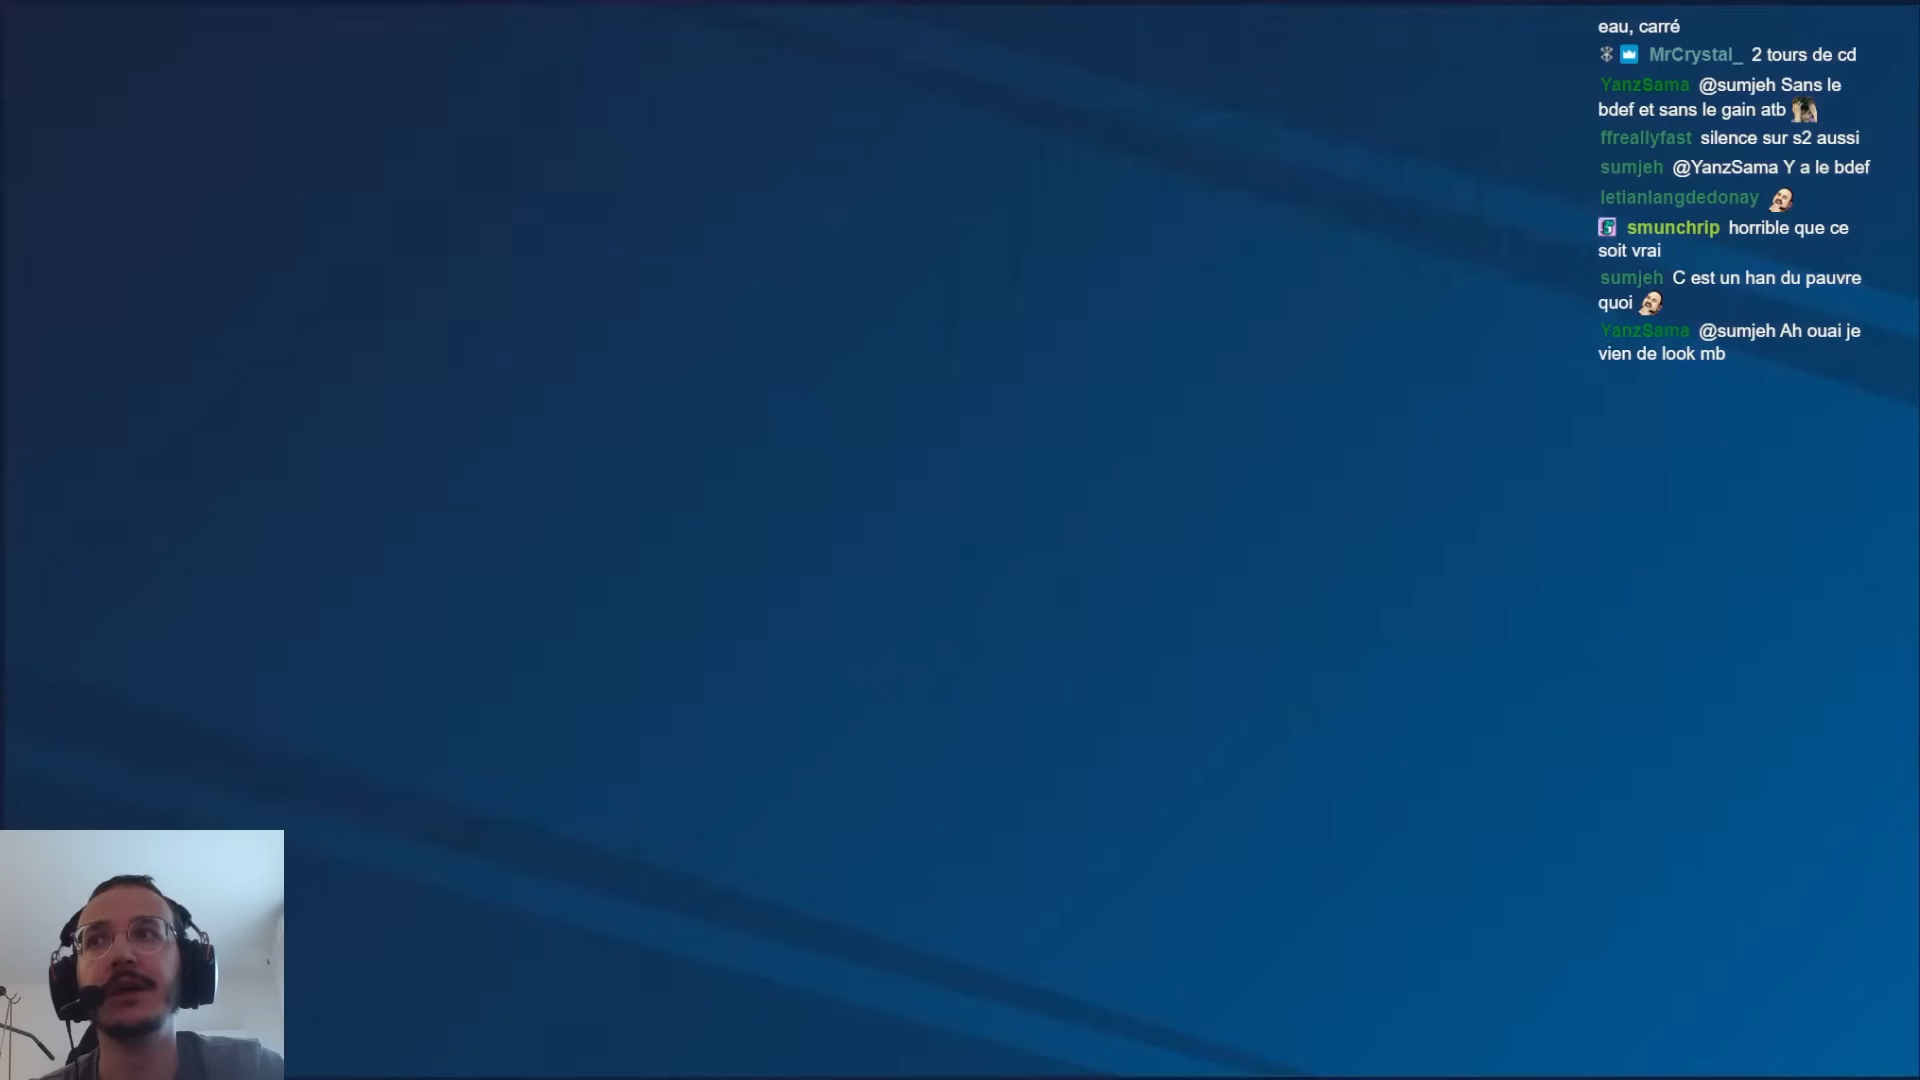 eau, carré
MrCrystal_ 2 tours de cd
YanzSama @sumjeh Sans le
bdef et sans le gain atb
ffreallyfast silence sur s2 aussi
sumjeh @YanzSama Y a le bdef
letianlangdedonay
smunchrip horrible que ce
soit vrai
sumjeh C est un han du pauvre
quoi
YanzSama @sumjeh Ah ouai je
vien de look mb